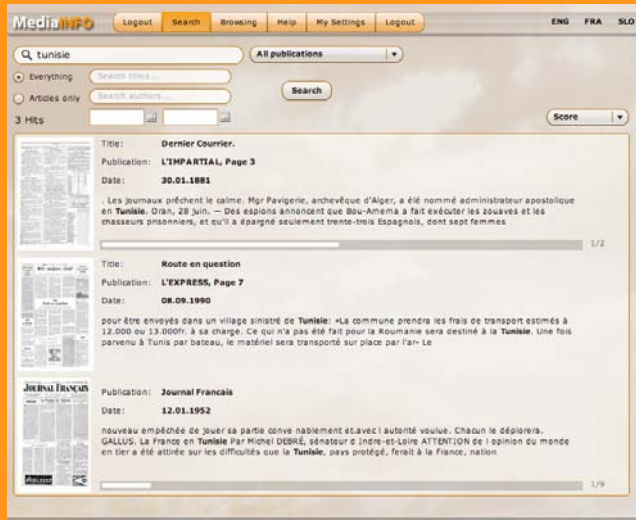 MediaINFO Logout Search Browsing Help My Settings Logout ENG FRA SLO
tunisie All publications
Everything Search titles...
Articles only Search authors... Search
3 Hits Score
Title: Dernier Courrier.
Publication: L'IMPARTIAL, Page 3
Date: 30.01.1881
. Les journaux prêchent le calme. Mgr Pavigerie, archevêque d'Alger, a élé nommé administrateur apostolique
en Tunisie. Oran, 28 juin. — Des espions annoncent que Bou-Amema a fait exécuter les zouaves et les
chasseurs prisonniers, et qu'il a épargné seulement trente-trois Espagnols, dont sept femmes
1/2
Title: Route en question
Publication: L'EXPRESS, Page 7
Date: 08.09.1990
pour être envoyés dans un village sinistré de Tunisie: «La commune prendra les frais de transport estimés à
12.000 ou 13.000fr. à sa charge. Ce qui n'a pas été fait pour la Roumanie sera destiné à la Tunisie. Une fois
parvenu à Tunis par bateau, le matériel sera transporté sur place par l'ar- Le
JOURNAL FRANÇAIS
Publication: Journal Francais
Date: 12.01.1952
nouveau empêchée de jouer sa partie conve nablement et.avec l autorité voulue. Chacun le déplorera.
GALLUS. La France en Tunisie Par Michel DEBRÉ, sénateur d Indre-et-Loire ATTENTION de l opinion du monde
en tier a été attirée sur les difficultés que la Tunisie, pays protégé, ferait à la France, nation
1/9